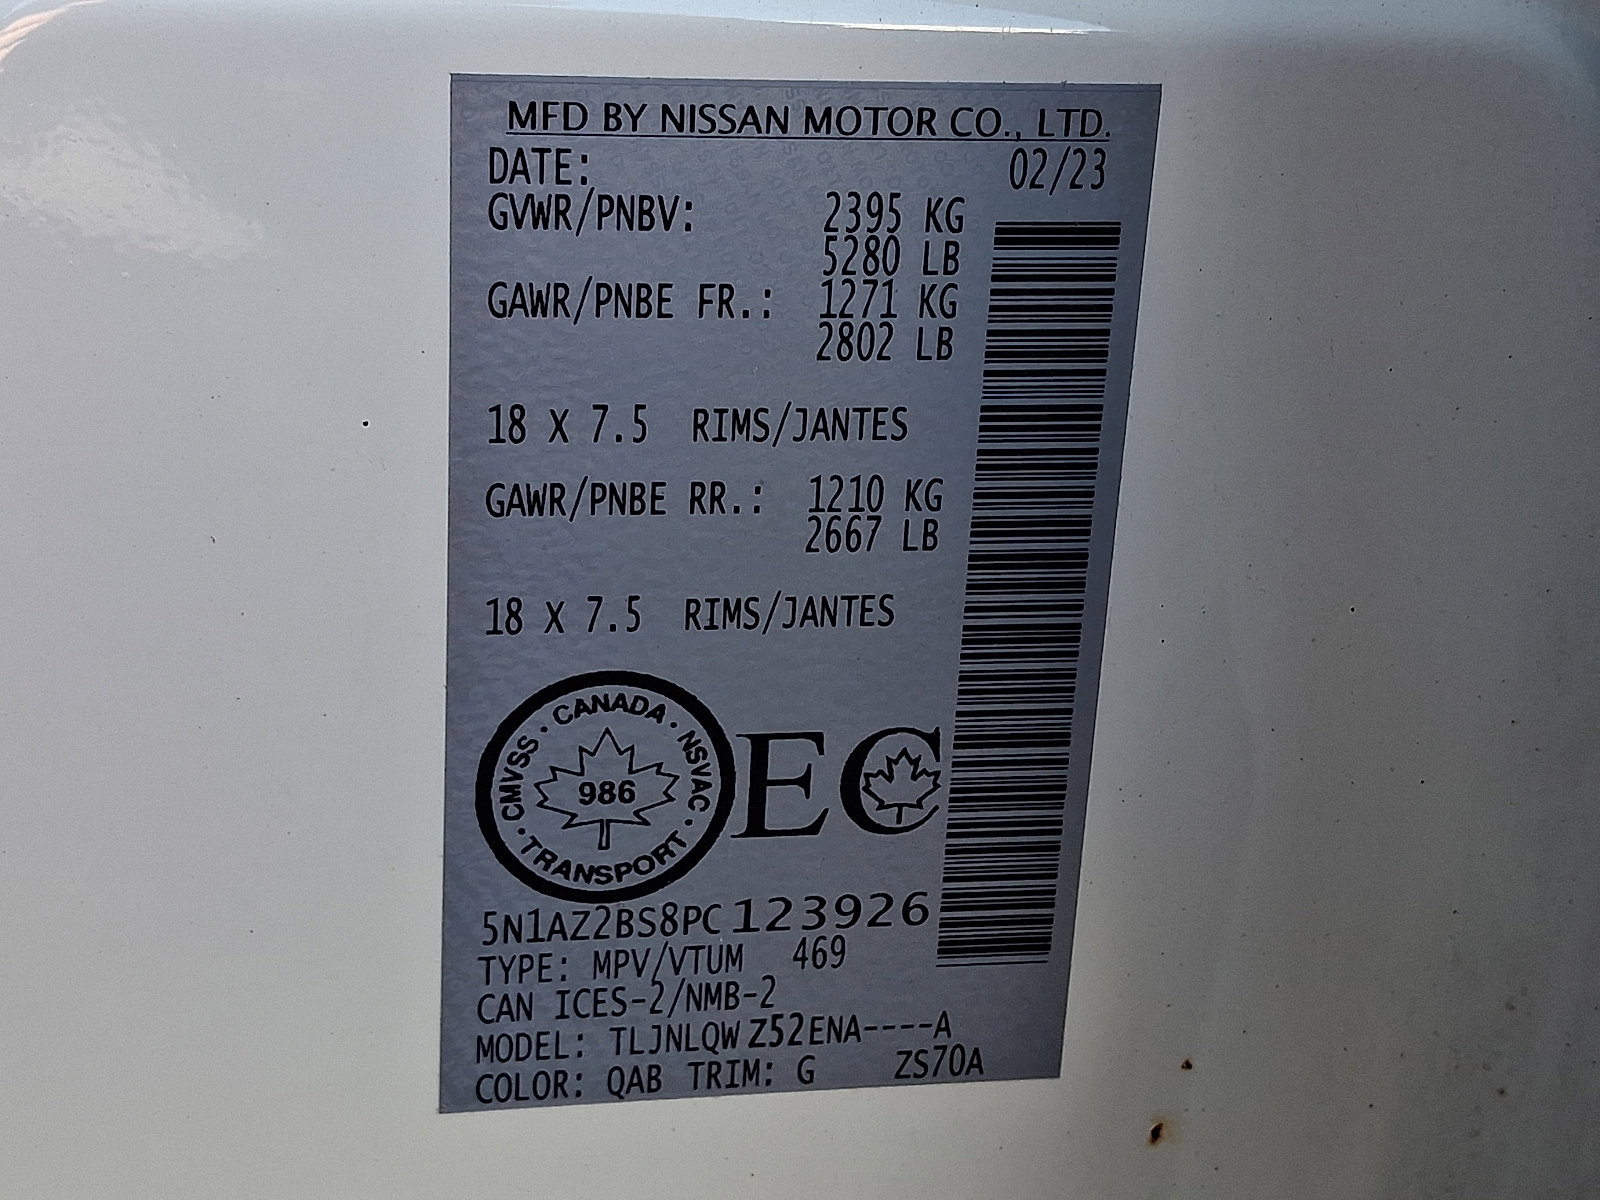 MFD BY NISSAN MOTOR CO., LTD.
DATE: 02/23
GVWR/PNBV: 2395 KG
5280 LB
GAWR/PNBE FR.: 1271 KG
2802 LB
18 X 7.5 RIMS/JANTES
GAWR/PNBE RR.: 1210 KG
2667 LB
18 X 7.5 RIMS/JANTES
CANADA · NSVAC · TRANSPORT · CMVSS ·
986
EC
5N1AZ2BS8PC123926
TYPE: MPV/VTUM 469
CAN ICES-2/NMB-2
MODEL: TLJNLQWZ52ENA----A
COLOR: QAB TRIM: G ZS70A